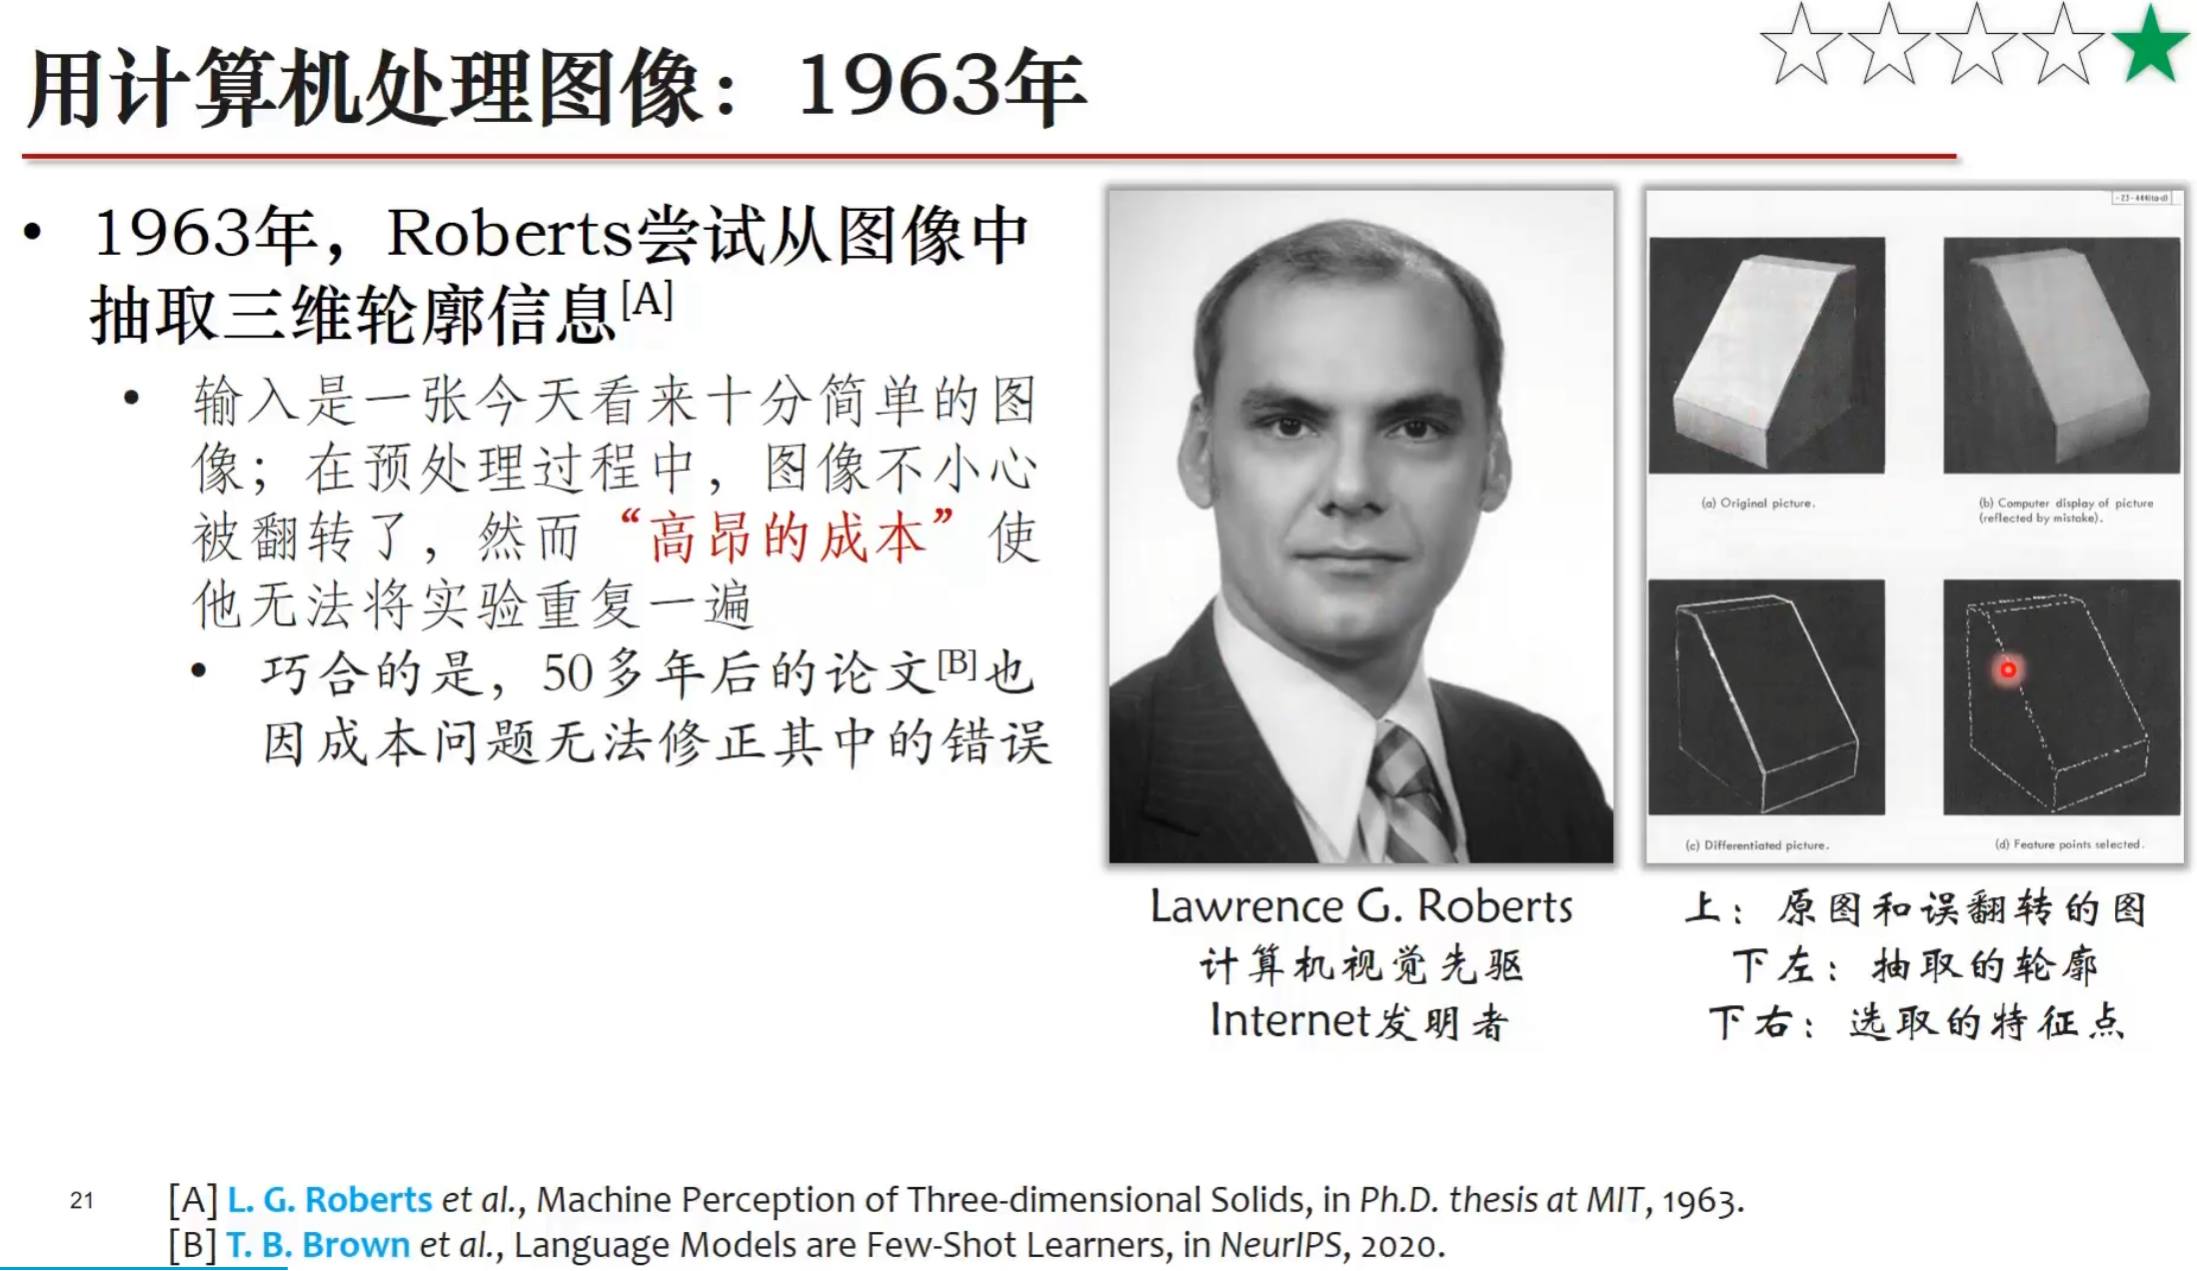 用计算机处理图像：1963年
• 1963年，Roberts尝试从图像中
抽取三维轮廓信息[A]
• 输入是一张今天看来十分简单的图
像；在预处理过程中，图像不小心
被翻转了，然而“高昂的成本”使
他无法将实验重复一遍
• 巧合的是，50多年后的论文[B]也
因成本问题无法修正其中的错误
Lawrence G. Roberts
计算机视觉先驱
Internet发明者
(a) Original picture.
(b) Computer display of picture
(reflected by mistake).
(c) Differentiated picture.
(d) Feature points selected.
上：原图和误翻转的图
下左：抽取的轮廓
下右：选取的特征点
21
[A] L. G. Roberts et al., Machine Perception of Three-dimensional Solids, in Ph.D. thesis at MIT, 1963.
[B] T. B. Brown et al., Language Models are Few-Shot Learners, in NeurIPS, 2020.